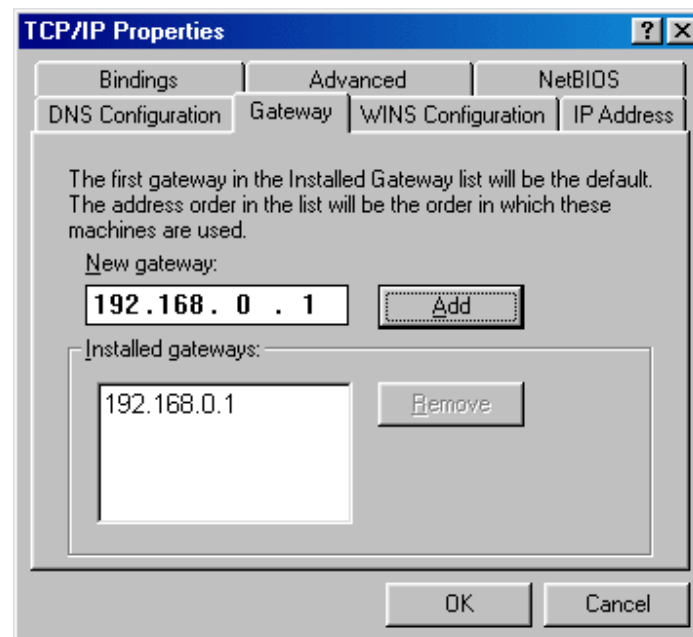 TCP/IP Properties
Bindings Advanced NetBIOS
DNS Configuration Gateway WINS Configuration IP Address
The first gateway in the Installed Gateway list will be the default.
The address order in the list will be the order in which these
machines are used.
New gateway:
192.168. 0 . 1 Add
Installed gateways:
192.168.0.1 Remove
OK Cancel